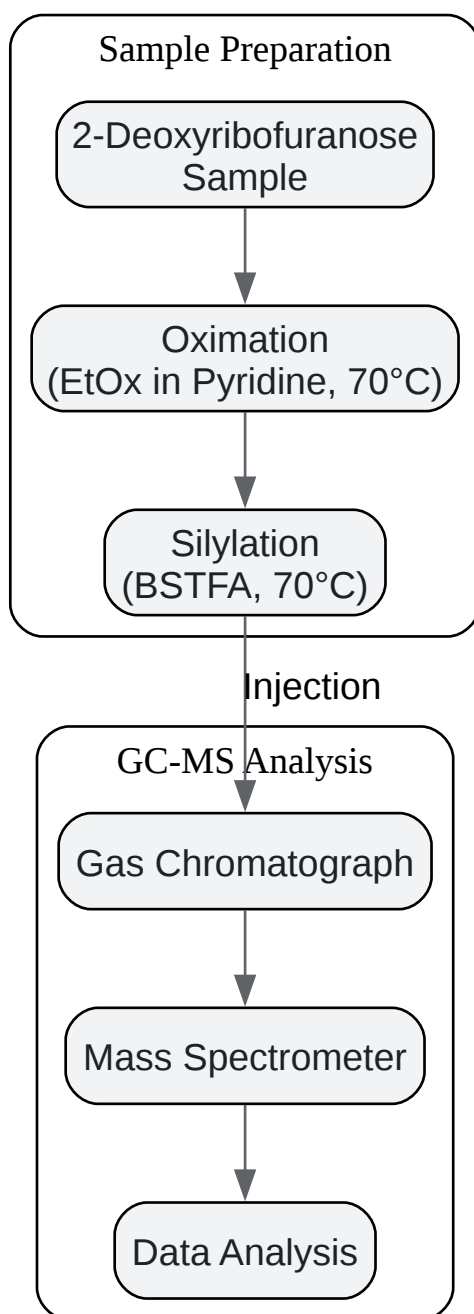 Sample Preparation
2-Deoxyribofuranose
Sample
Oximation
(EtOx in Pyridine, 70°C)
Silylation
(BSTFA, 70°C)
Injection
GC-MS Analysis
Gas Chromatograph
Mass Spectrometer
Data Analysis